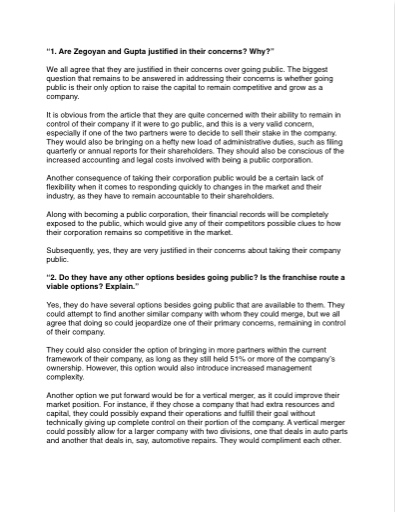 “1. Are Zegoyan and Gupta justified in their concerns? Why?”
We all agree that they are justified in their concerns over going public. The biggest
question that remains to be answered in addressing their concerns is whether going
public is their only option to raise the capital to remain competitive and grow as a
company.
It is obvious from the article that they are quite concerned with their ability to remain in
control of their company if it were to go public, and this is a very valid concern,
especially if one of the two partners were to decide to sell their stake in the company.
They would also be bringing on a hefty new load of administrative duties, such as filing
quarterly or annual reports for their shareholders. They should also be conscious of the
increased accounting and legal costs involved with being a public corporation.
Another consequence of taking their corporation public would be a certain lack of
flexibility when it comes to responding quickly to changes in the market and their
industry, as they have to remain accountable to their shareholders.
Along with becoming a public corporation, their financial records will be completely
exposed to the public, which would give any of their competitors possible clues to how
their corporation remains so competitive in the market.
Subsequently, yes, they are very justified in their concerns about taking their company
public.
“2. Do they have any other options besides going public? Is the franchise route a
viable options? Explain.”
Yes, they do have several options besides going public that are available to them. They
could attempt to find another similar company with whom they could merge, but we all
agree that doing so could jeopardize one of their primary concerns, remaining in control
of their company.
They could also consider the option of bringing in more partners within the current
framework of their company, as long as they still held 51% or more of the company's
ownership. However, this option would also introduce increased management
complexity.
Another option we put forward would be for a vertical merger, as it could improve their
market position. For instance, if they chose a company that had extra resources and
capital, they could possibly expand their operations and fulfill their goal without
technically giving up complete control on their portion of the company. A vertical merger
could possibly allow for a larger company with two divisions, one that deals in auto parts
and another that deals in, say, automotive repairs. They would compliment each other.